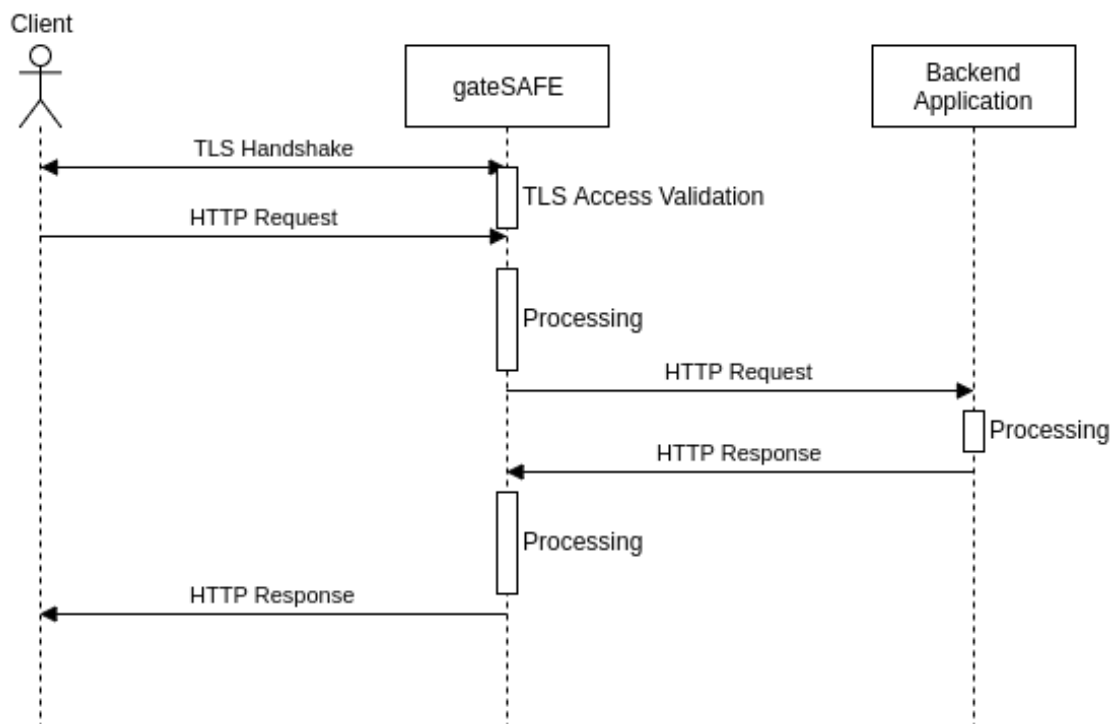 Client
gateSAFE
Backend
Application
TLS Handshake
TLS Access Validation
HTTP Request
Processing
HTTP Request
Processing
HTTP Response
Processing
HTTP Response